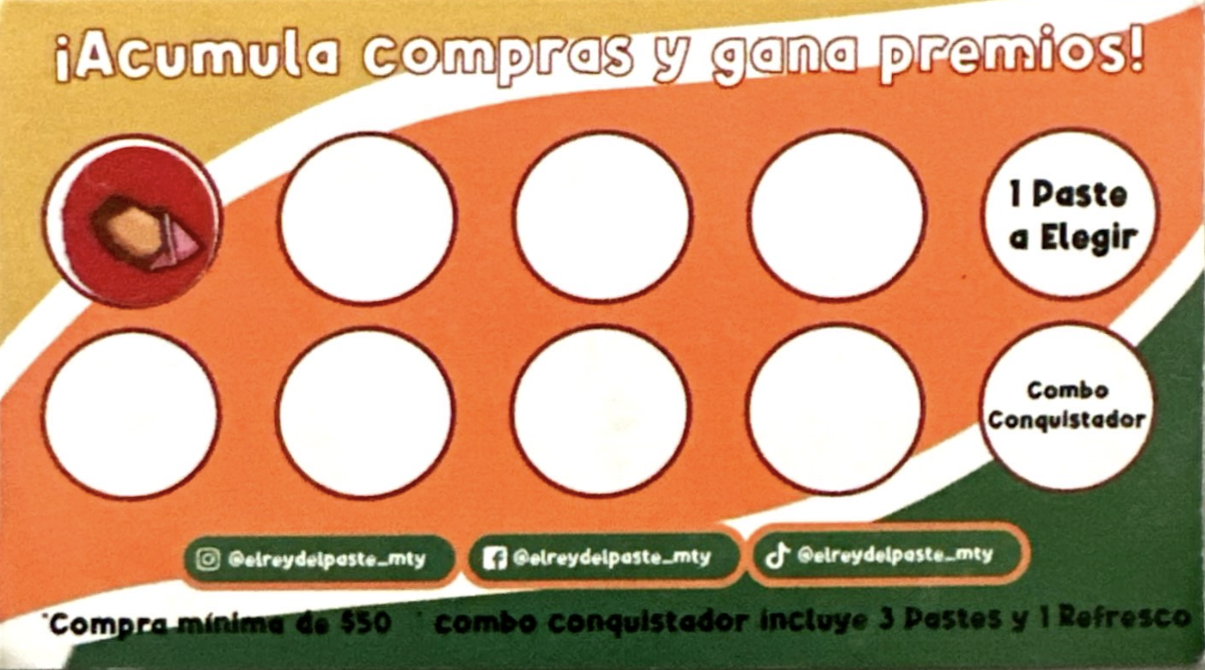 ¡Acumula compras y gana premios!
1 Paste
a Elegir
Combo
Conquistador
@elreydelpaste_mty
@elreydelpaste_mty
@elreydelpaste_mty
*Compra mínima de $50 * combo conquistador incluye 3 Pastes y 1 Refresco